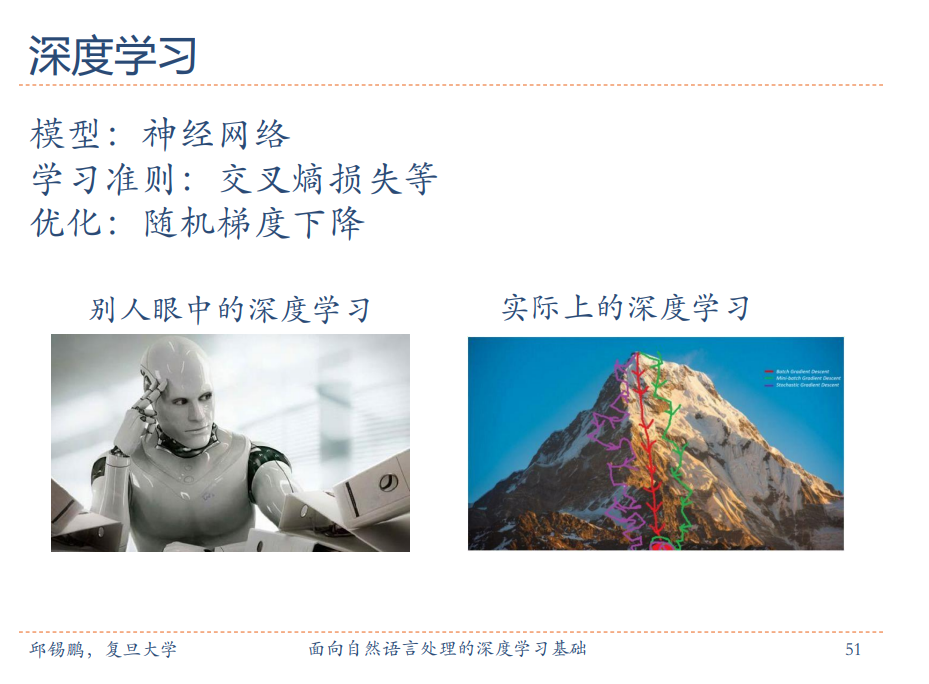 深度学习
模型：神经网络
学习准则：交叉熵损失等
优化：随机梯度下降
别人眼中的深度学习
实际上的深度学习
Batch Gradient Descent
Mini-batch Gradient Descent
Stochastic Gradient Descent
邱锡鹏，复旦大学
面向自然语言处理的深度学习基础
51